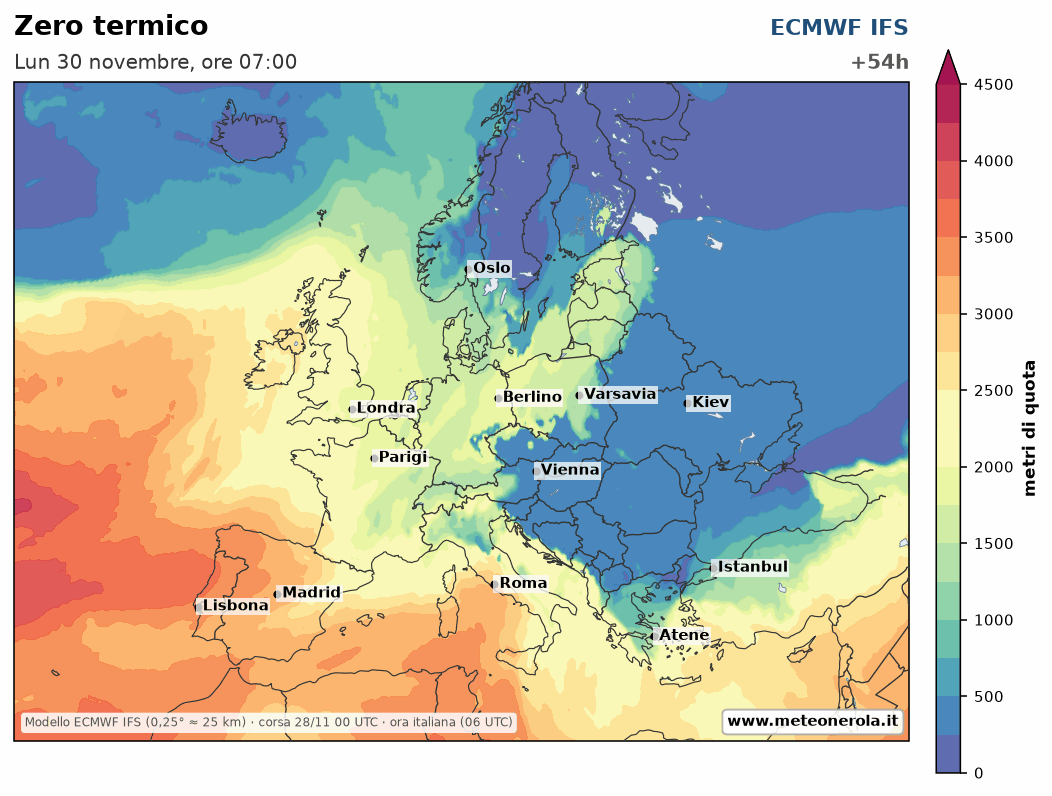 Zero termico
ECMWF IFS
Lun 30 novembre, ore 07:00
+54h
Oslo
Londra
Berlino
Varsavia
Kiev
Parigi
Vienna
Istanbul
Roma
Madrid
Lisbona
Atene
Modello ECMWF IFS (0,25° ≈ 25 km) · corsa 28/11 00 UTC · ora italiana (06 UTC)
www.meteonerola.it
4500
4000
3500
3000
2500
2000
1500
1000
500
0
metri di quota